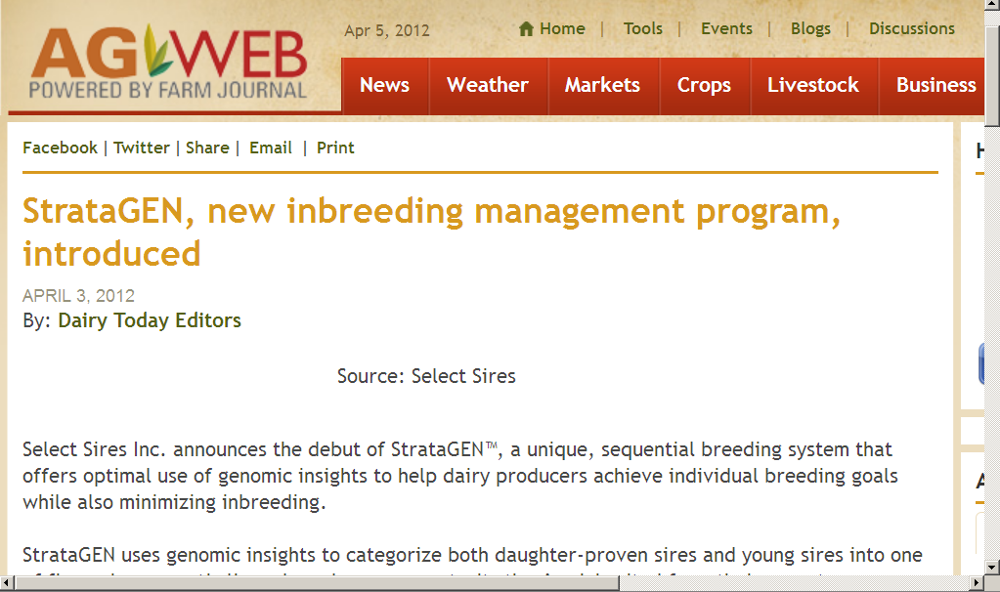 AGWEB
POWERED BY FARM JOURNAL
Apr 5, 2012
Home | Tools | Events | Blogs | Discussions
News Weather Markets Crops Livestock Business
Facebook | Twitter | Share | Email | Print
StrataGEN, new inbreeding management program,
introduced
APRIL 3, 2012
By: Dairy Today Editors
Source: Select Sires
Select Sires Inc. announces the debut of StrataGEN™, a unique, sequential breeding system that
offers optimal use of genomic insights to help dairy producers achieve individual breeding goals
while also minimizing inbreeding.
StrataGEN uses genomic insights to categorize both daughter-proven sires and young sires into one